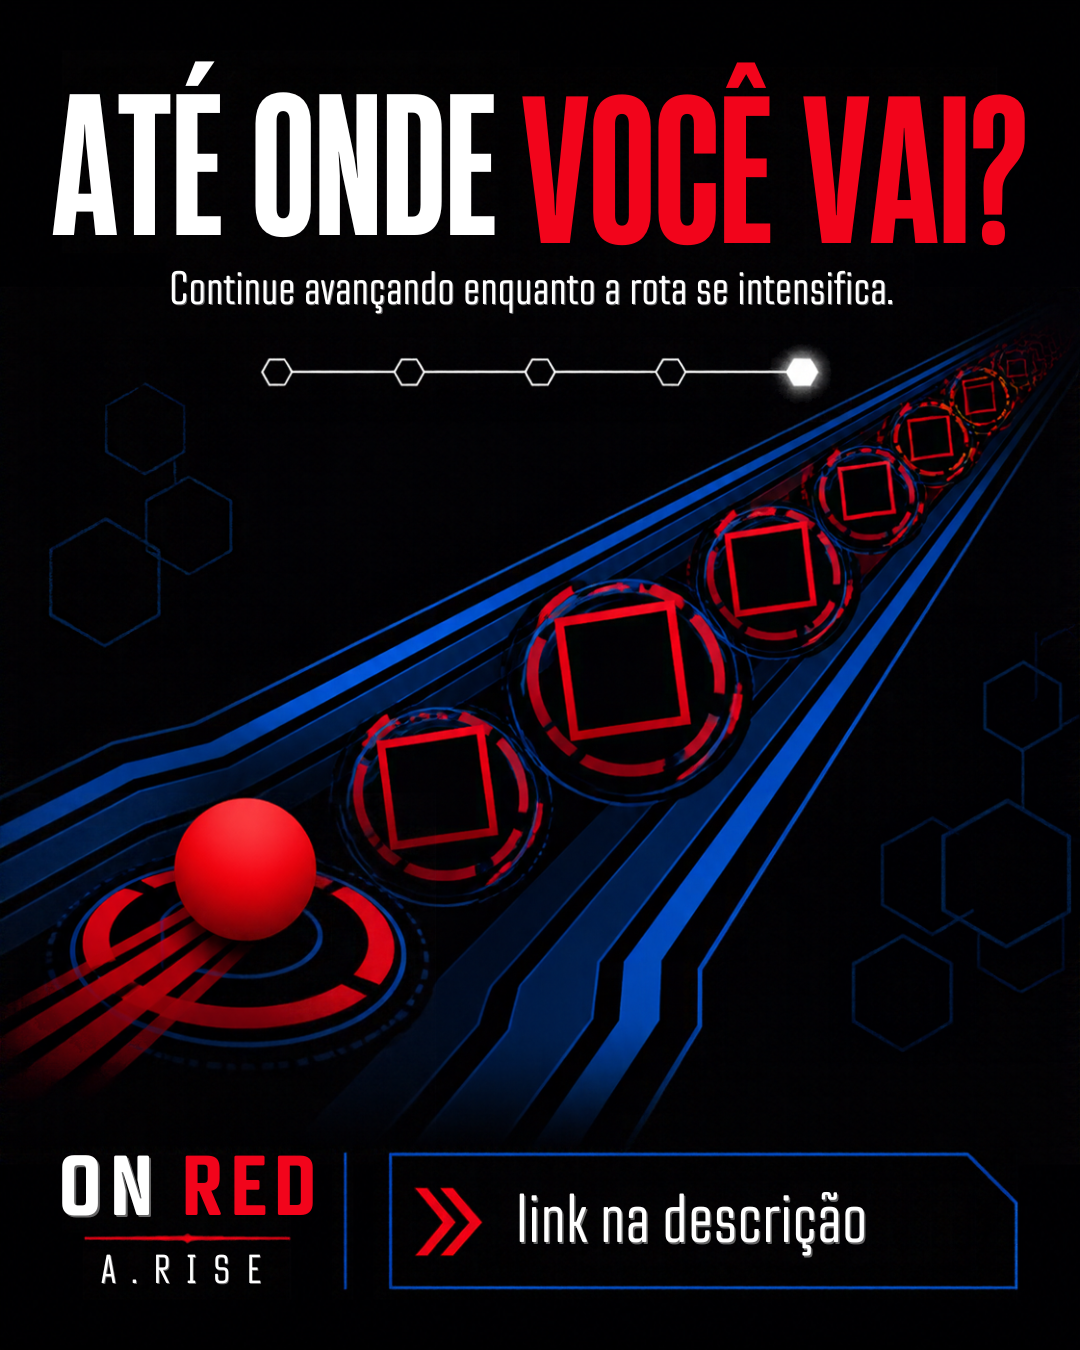 ATÉ ONDE VOCÊ VAI?
Continue avançando enquanto a rota se intensifica.
ON RED
A.RISE
link na descrição